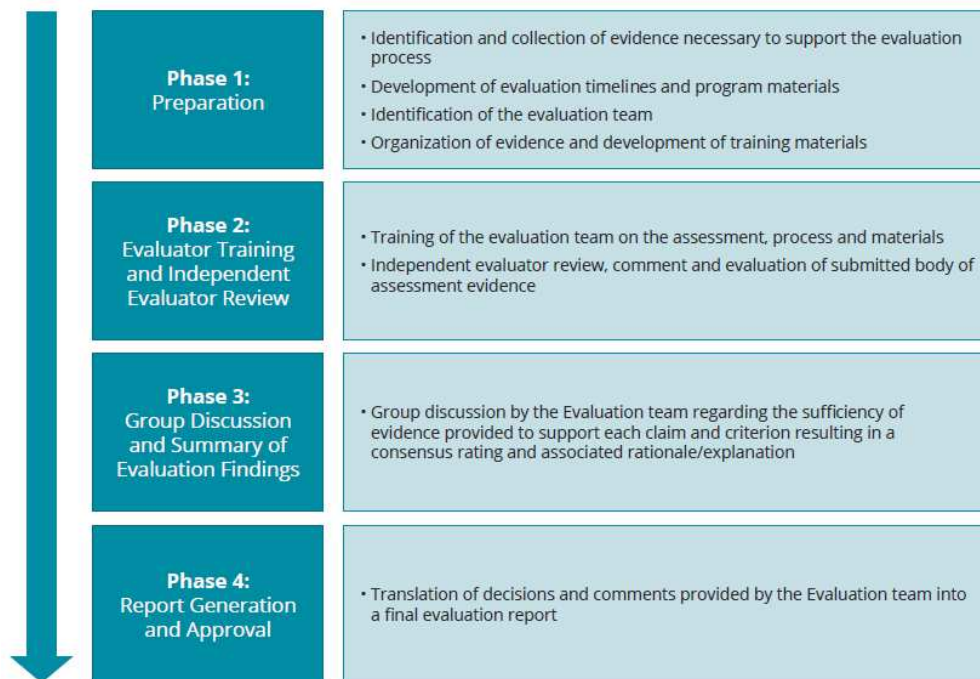 Phase 1:
Preparation
• Identification and collection of evidence necessary to support the evaluation
process
• Development of evaluation timelines and program materials
• Identification of the evaluation team
• Organization of evidence and development of training materials
Phase 2:
Evaluator Training
and Independent
Evaluator Review
• Training of the evaluation team on the assessment, process and materials
• Independent evaluator review, comment and evaluation of submitted body of
assessment evidence
Phase 3:
Group Discussion
and Summary of
Evaluation Findings
• Group discussion by the Evaluation team regarding the sufficiency of
evidence provided to support each claim and criterion resulting in a
consensus rating and associated rationale/explanation
Phase 4:
Report Generation
and Approval
• Translation of decisions and comments provided by the Evaluation team into
a final evaluation report